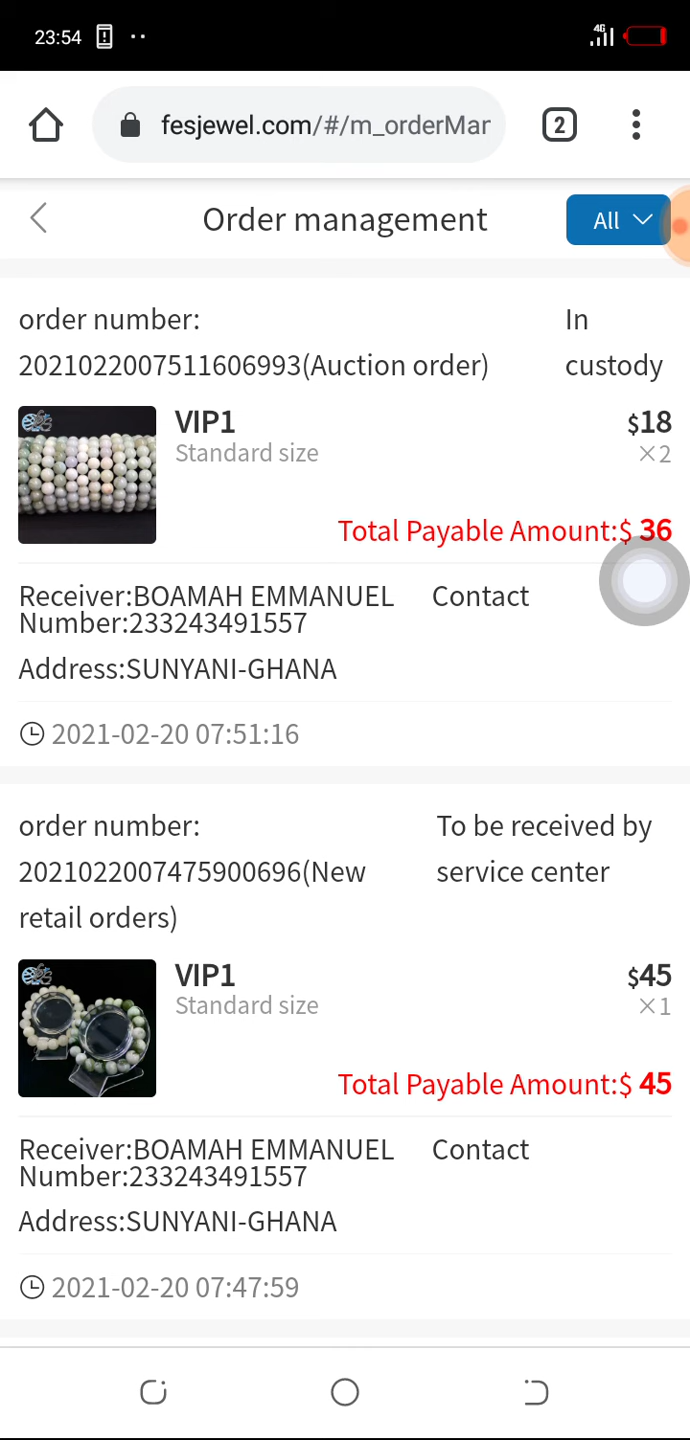 23:54
4G
fesjewel.com/#/m_orderMar
2
Order management
All
order number:
2021022007511606993(Auction order)
In
custody
VIP1
$18
Standard size
×2
Total Payable Amount:$ 36
Receiver:BOAMAH EMMANUEL
Contact
Number:233243491557
Address:SUNYANI-GHANA
2021-02-20 07:51:16
order number:
2021022007475900696(New
retail orders)
To be received by
service center
VIP1
$45
Standard size
×1
Total Payable Amount:$ 45
Receiver:BOAMAH EMMANUEL
Contact
Number:233243491557
Address:SUNYANI-GHANA
2021-02-20 07:47:59